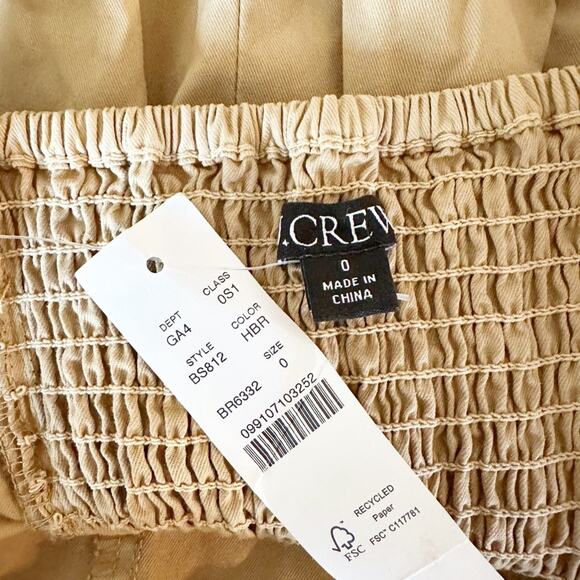 .CREW
0
MADE IN
CHINA
DEPT
GA4
CLASS
0S1
STYLE
BS812
COLOR
HBR
BR6332
SIZE
0
099107103252
RECYCLED
Paper
FSC™ C117781
FSC